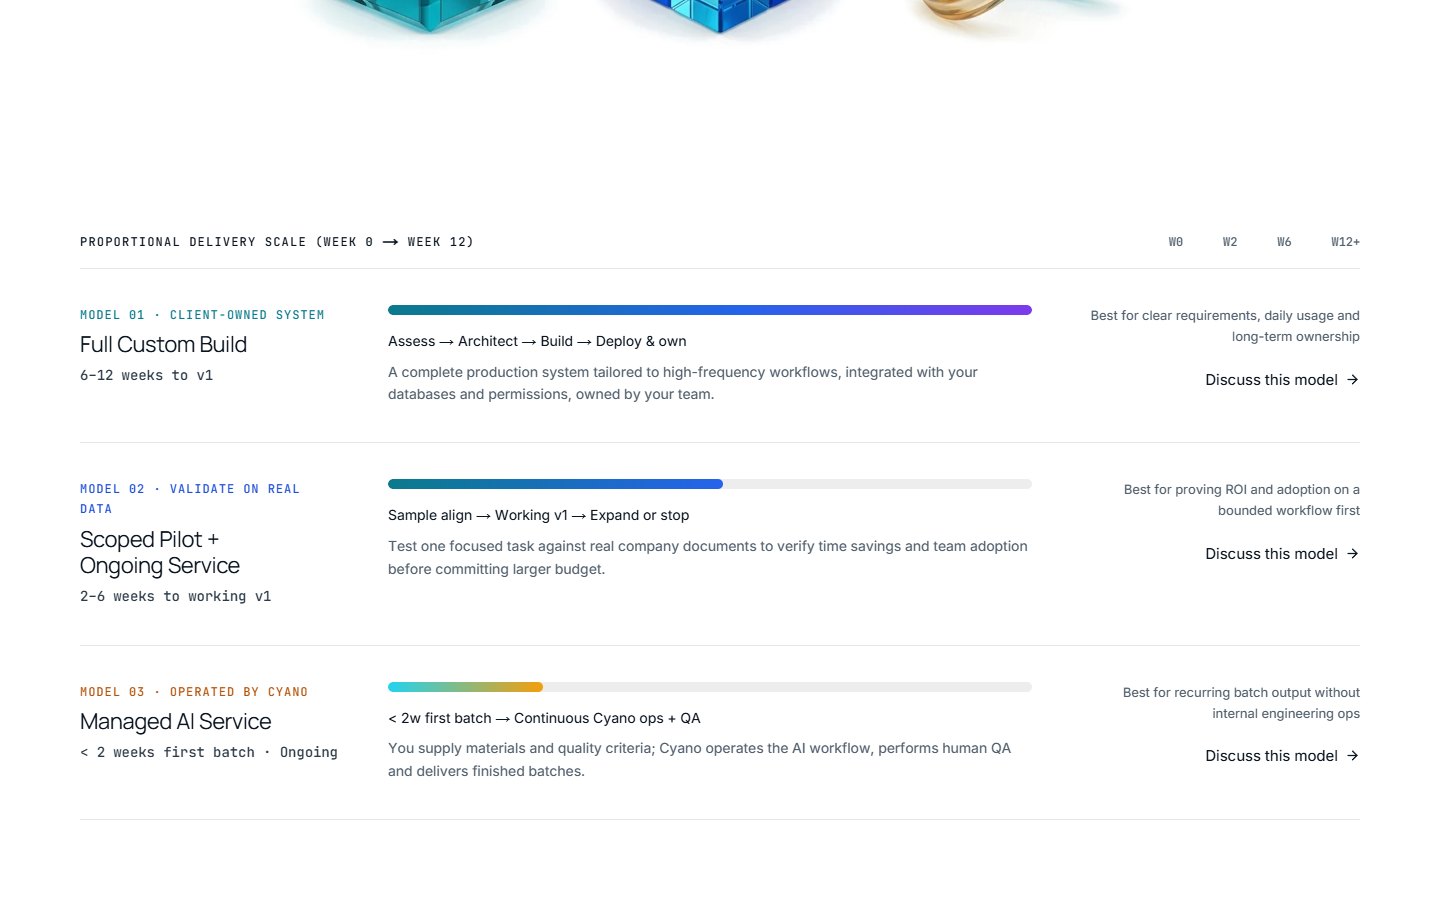 PROPORTIONAL DELIVERY SCALE (WEEK 0 → WEEK 12)
W0 W2 W6 W12+
MODEL 01 · CLIENT-OWNED SYSTEM
Full Custom Build
6–12 weeks to v1
Assess → Architect → Build → Deploy & own
A complete production system tailored to high-frequency workflows, integrated with your
databases and permissions, owned by your team.
Best for clear requirements, daily usage and
long-term ownership
Discuss this model →
MODEL 02 · VALIDATE ON REAL
DATA
Scoped Pilot +
Ongoing Service
2–6 weeks to working v1
Sample align → Working v1 → Expand or stop
Test one focused task against real company documents to verify time savings and team adoption
before committing larger budget.
Best for proving ROI and adoption on a
bounded workflow first
Discuss this model →
MODEL 03 · OPERATED BY CYANO
Managed AI Service
< 2 weeks first batch · Ongoing
< 2w first batch → Continuous Cyano ops + QA
You supply materials and quality criteria; Cyano operates the AI workflow, performs human QA
and delivers finished batches.
Best for recurring batch output without
internal engineering ops
Discuss this model →